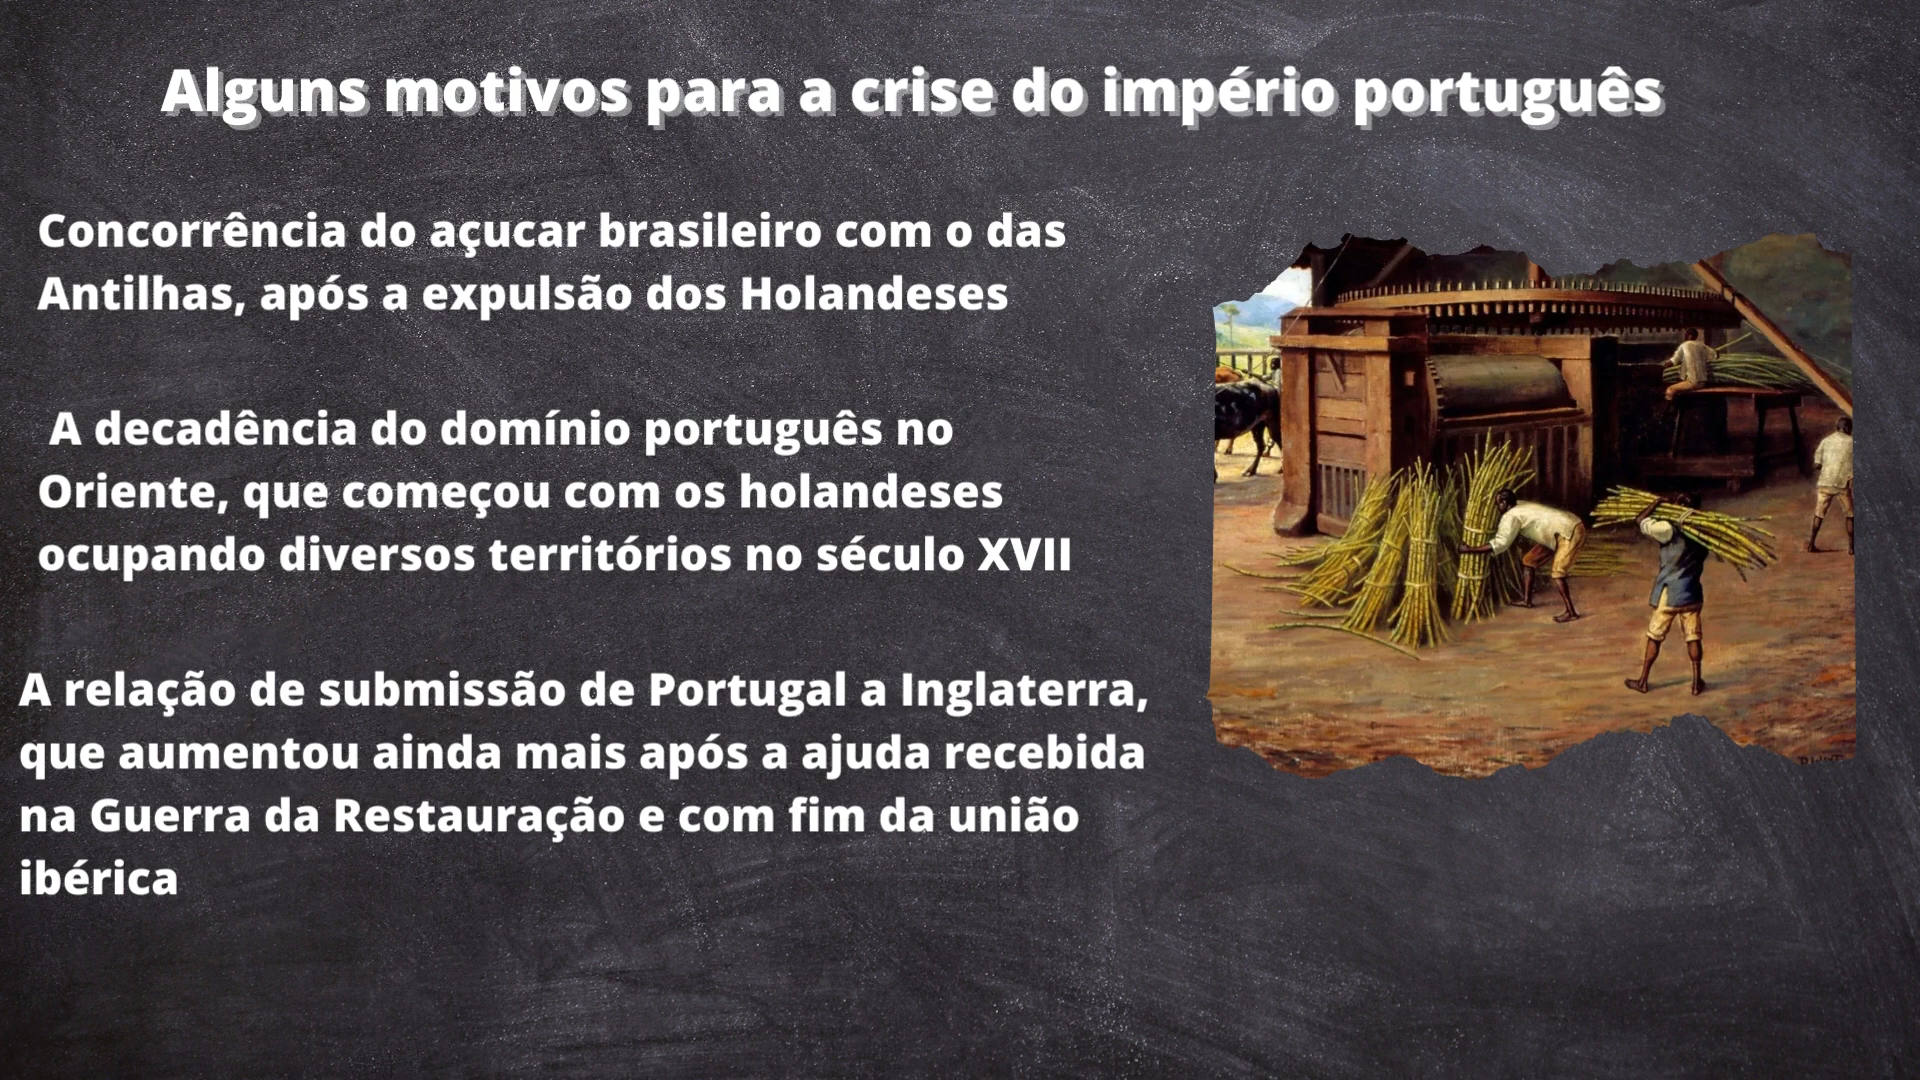 Alguns motivos para a crise do império português
Concorrência do açucar brasileiro com o das
Antilhas, após a expulsão dos Holandeses
A decadência do domínio português no
Oriente, que começou com os holandeses
ocupando diversos territórios no século XVII
A relação de submissão de Portugal a Inglaterra,
que aumentou ainda mais após a ajuda recebida
na Guerra da Restauração e com fim da união
ibérica